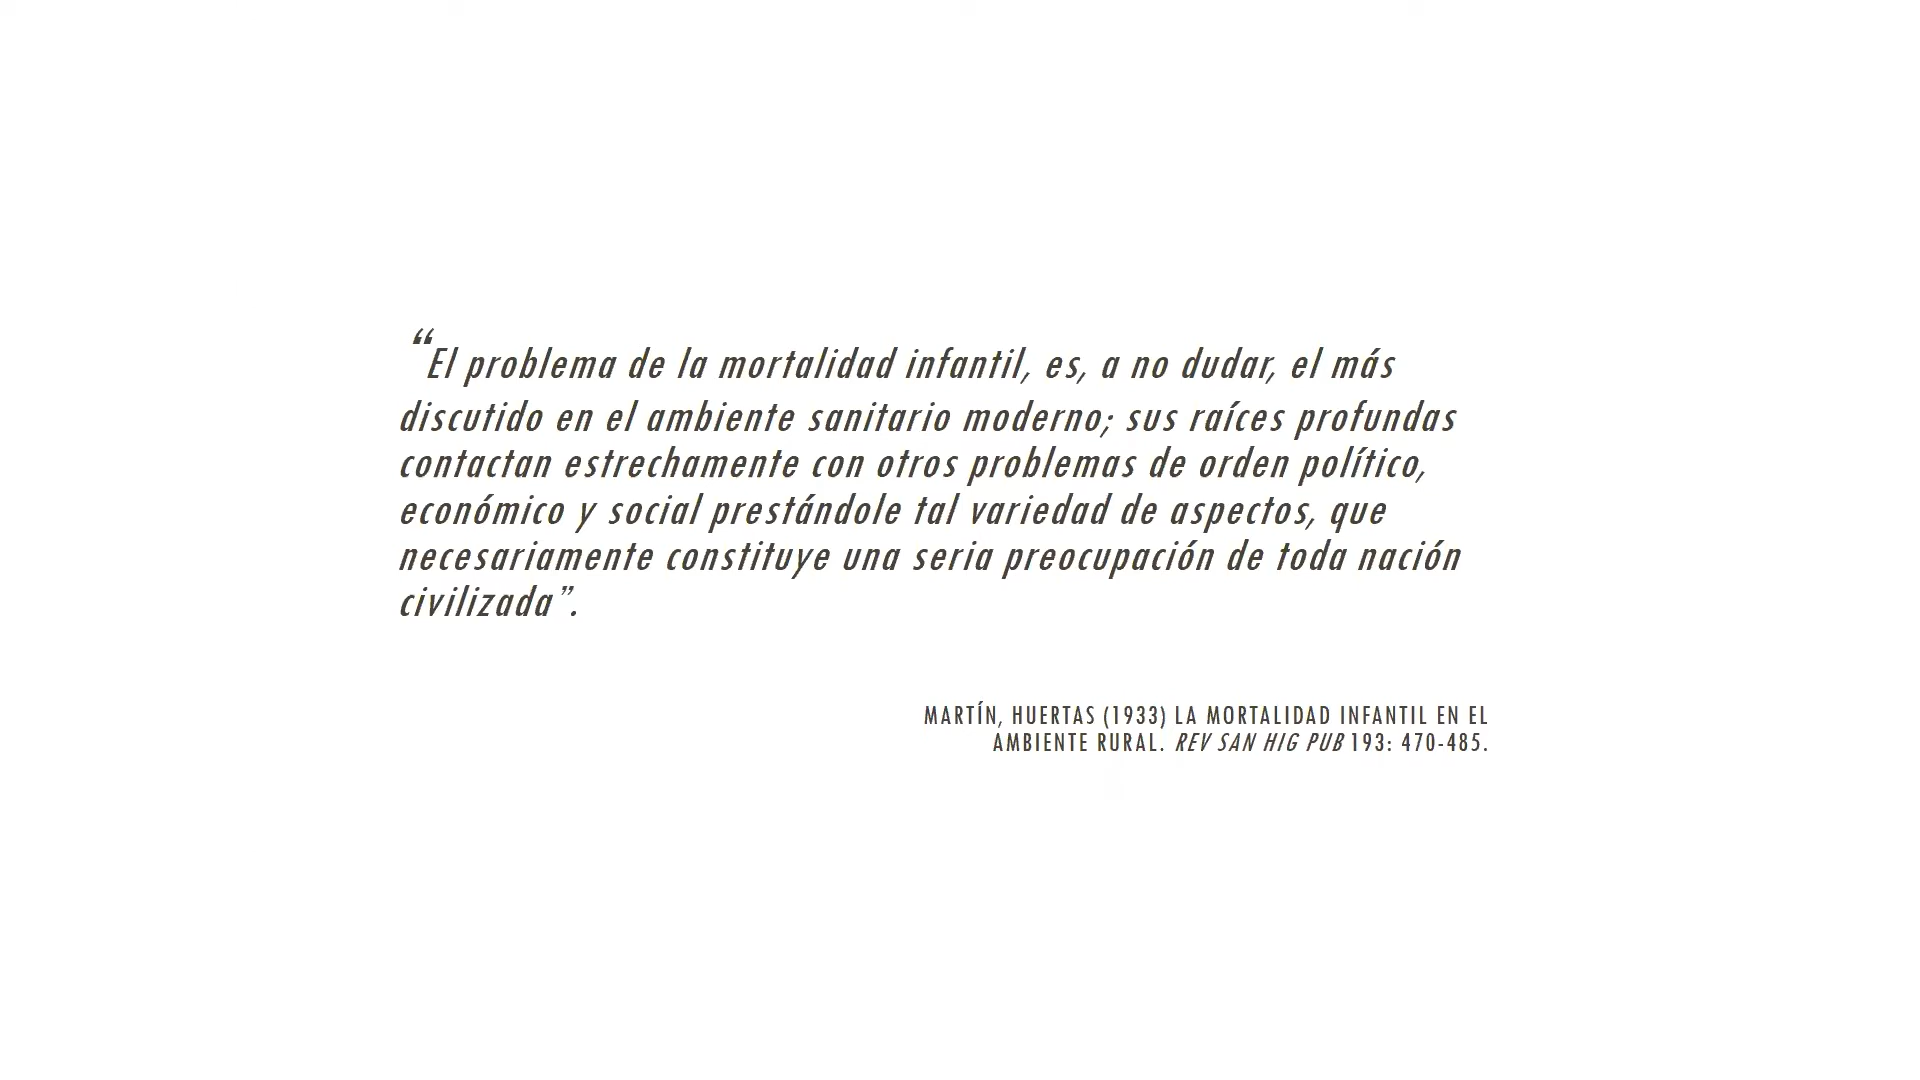 “El problema de la mortalidad infantil, es, a no dudar, el más
discutido en el ambiente sanitario moderno; sus raíces profundas
contactan estrechamente con otros problemas de orden político,
económico y social prestándole tal variedad de aspectos, que
necesariamente constituye una seria preocupación de toda nación
civilizada”.
MARTÍN, HUERTAS (1933) LA MORTALIDAD INFANTIL EN EL
AMBIENTE RURAL. REV SAN HIG PUB 193: 470-485.